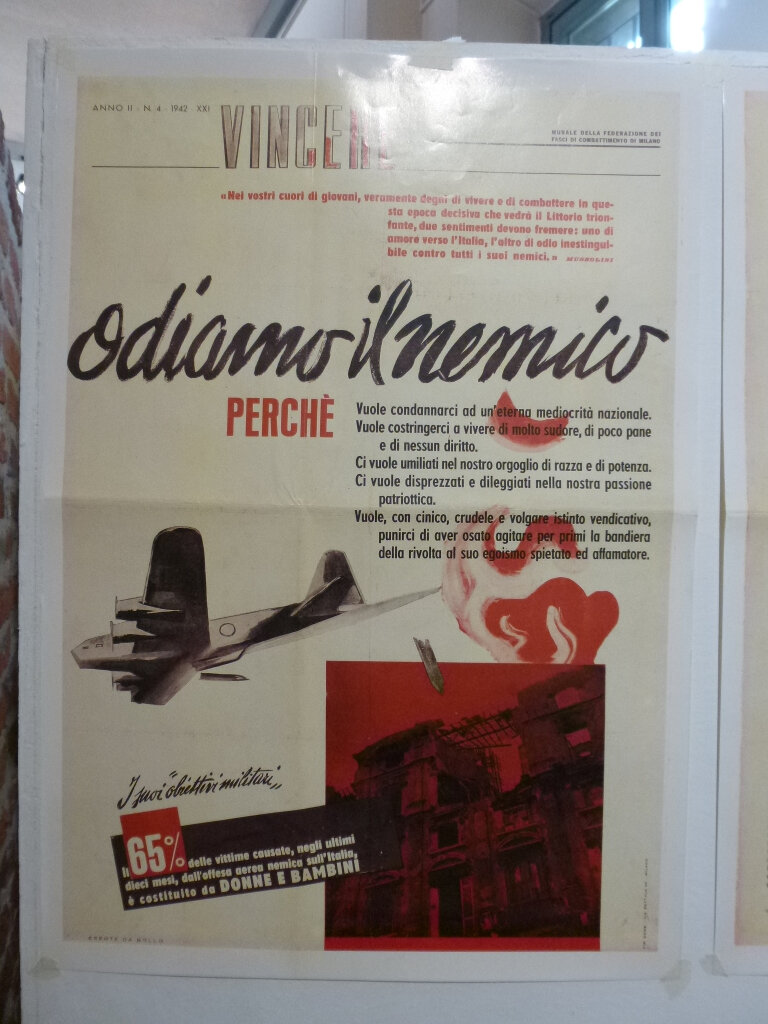 ANNO II - N. 4 - 1942 - XXI
VINCERE
MURALE DELLA FEDERAZIONE DEI
FASCI DI COMBATTIMENTO DI MILANO
«Nei vostri cuori di giovani, veramente degni di vivere e di combattere in que-
sta epoca decisiva che vedrà il Littorio trion-
fante, due sentimenti devono fremere: uno di
amore verso l'Italia, l'altro di odio inestingui-
bile contro tutti i suoi nemici.» MUSSOLINI
odiamo il nemico
PERCHÈ
Vuole condannarci ad un'eterna mediocrità nazionale.
Vuole costringerci a vivere di molto sudore, di poco pane
e di nessun diritto.
Ci vuole umiliati nel nostro orgoglio di razza e di potenza.
Ci vuole disprezzati e dileggiati nella nostra passione
patriottica.
Vuole, con cinico, crudele e volgare istinto vendicativo,
punirci di aver osato agitare per primi la bandiera
della rivolta al suo egoismo spietato ed affamatore.
I suoi "obiettivi militari"
Il 65% delle vittime causate, negli ultimi
dieci mesi, dall'offesa aerea nemica sull'Italia,
è costituito da DONNE E BAMBINI
ESENTE DA BOLLO